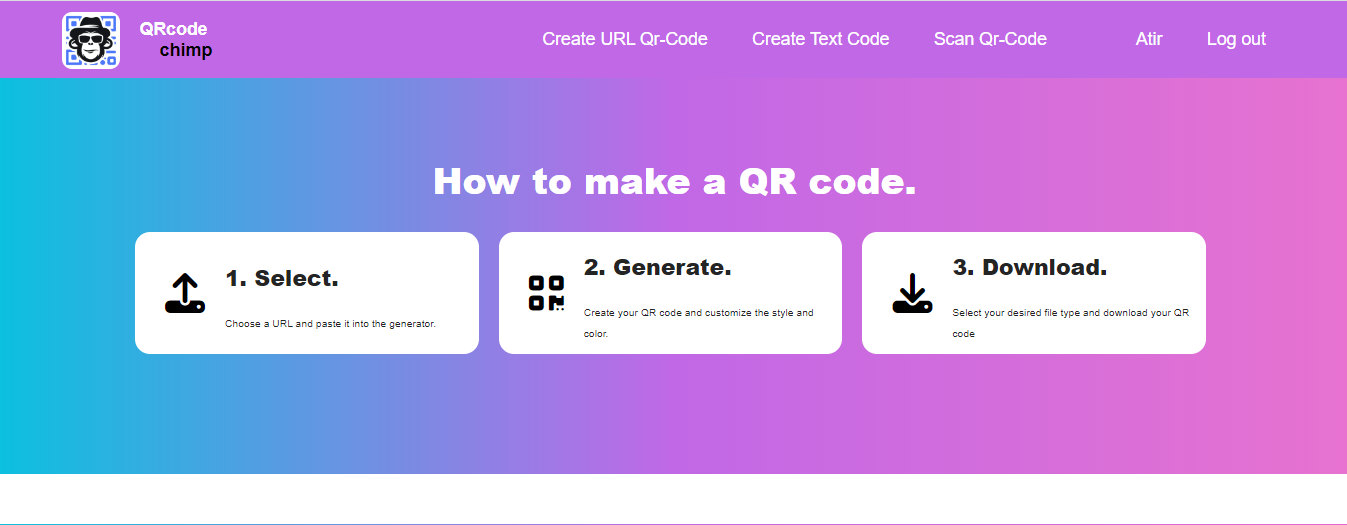 QRcode
chimp
Create URL Qr-Code
Create Text Code
Scan Qr-Code
Atir
Log out
How to make a QR code.
1. Select.
Choose a URL and paste it into the generator.
2. Generate.
Create your QR code and customize the style and
color.
3. Download.
Select your desired file type and download your QR
code